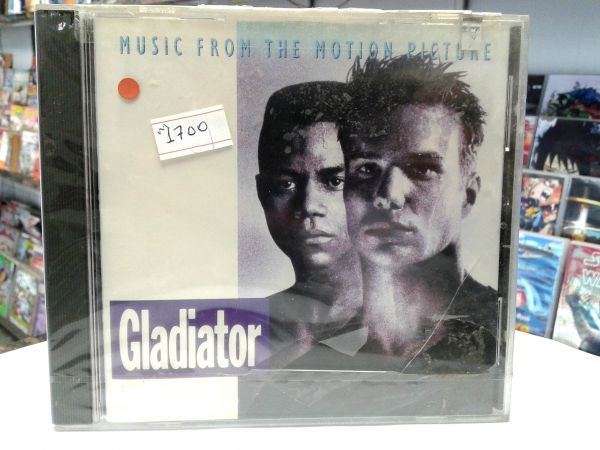 MUSIC FROM THE MOTION PICTURE
1700
Gladiator